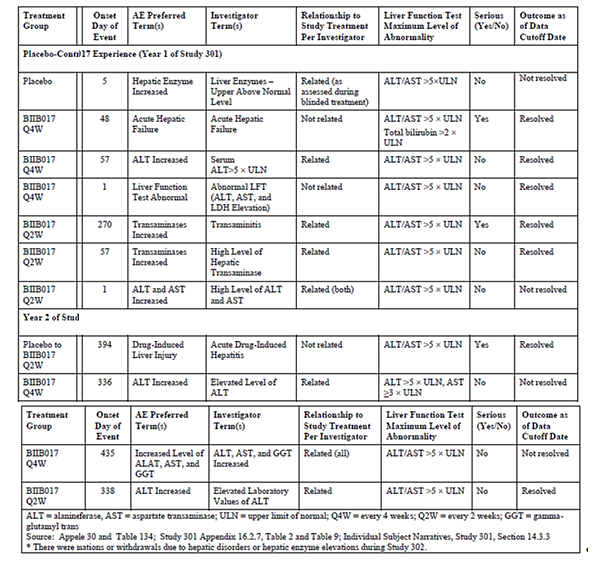 Treatment Group | Onset Day of Event | AE Preferred Term(s) | Investigator Term(s) | Relationship to Study Treatment Per Investigator | Liver Function Test Maximum Level of Abnormality | Serious (Yes/No) | Outcome as of Data Cutoff Date
Placebo-Contr)17 Experience (Year 1 of Study 301)
Placebo | 5 | Hepatic Enzyme Increased | Liver Enzymes – Upper Above Normal Level | Related (as assessed during blinded treatment) | ALT/AST >5×ULN | No | Not resolved
BIIB017 Q4W | 48 | Acute Hepatic Failure | Acute Hepatic Failure | Not related | ALT/AST >5 × ULN Total bilirubin >2 × ULN | Yes | Resolved
BIIB017 Q4W | 57 | ALT Increased | Serum ALT>5 × ULN | Related | ALT/AST >5 × ULN | No | Resolved
BIIB017 Q4W | 1 | Liver Function Test Abnormal | Abnormal LFT (ALT, AST, and LDH Elevation) | Not related | ALT/AST >5 × ULN | No | Not resolved
BIIB017 Q2W | 270 | Transaminases Increased | Transaminitis | Related | ALT/AST >5 × ULN | Yes | Resolved
BIIB017 Q2W | 57 | Transaminases Increased | High Level of Hepatic Transaminase | Related | ALT/AST >5 × ULN | No | Resolved
BIIB017 Q2W | 1 | ALT and AST Increased | High Level of ALT and AST | Related (both) | ALT/AST >5 × ULN | No | Not resolved
Year 2 of Stud
Placebo to BIIB017 Q2W | 394 | Drug-Induced Liver Injury | Acute Drug-Induced Hepatitis | Not related | ALT/AST >5 × ULN | Yes | Resolved
BIIB017 Q4W | 336 | ALT Increased | Elevated Level of ALT | Related | ALT >5 × ULN, AST ≥3 × ULN | No | Not resolved
Treatment Group | Onset Day of Event | AE Preferred Term(s) | Investigator Term(s) | Relationship to Study Treatment Per Investigator | Liver Function Test Maximum Level of Abnormality | Serious (Yes/No) | Outcome as of Data Cutoff Date
BIIB017 Q4W | 435 | Increased Level of ALAT, AST, and GGT | ALT, AST, and GGT Increased | Related (all) | ALT/AST >5 × ULN | No | Not resolved
BIIB017 Q2W | 338 | ALT Increased | Elevated Laboratory Values of ALT | Related | ALT/AST >5 × ULN | No | Resolved
ALT = alanineferase, AST = aspartate transaminase; ULN = upper limit of normal; Q4W = every 4 weeks; Q2W = every 2 weeks; GGT = gamma-
glutamyl trans
Source: Appele 30 and Table 134; Study 301 Appendix 16.2.7, Table 2 and Table 9; Individual Subject Narratives, Study 301, Section 14.3.3
* There were mations or withdrawals due to hepatic disorders or hepatic enzyme elevations during Study 302.